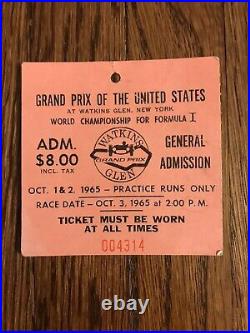 GRAND PRIX OF THE UNITED STATES
AT WATKINS GLEN, NEW YORK
WORLD CHAMPIONSHIP FOR FORMULA I
ADM.
$8.00
INCL. TAX
WATKINS
GRAND PRIX
GLEN
GENERAL
ADMISSION
OCT. 1 & 2, 1965 - PRACTICE RUNS ONLY
RACE DATE - OCT. 3, 1965 at 2:00 P.M.
TICKET MUST BE WORN
AT ALL TIMES
004314